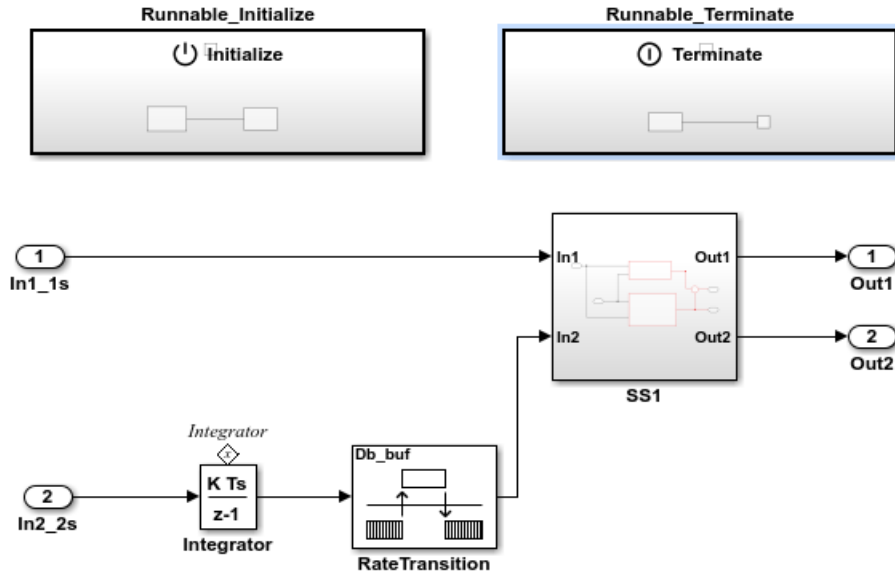 Runnable_Initialize
Runnable_Terminate
Initialize
Terminate
1
In1_1s
In1
Out1
1
Out1
In2
Out2
2
Out2
SS1
Integrator
x
2
In2_2s
K Ts
z-1
Integrator
Db_buf
RateTransition